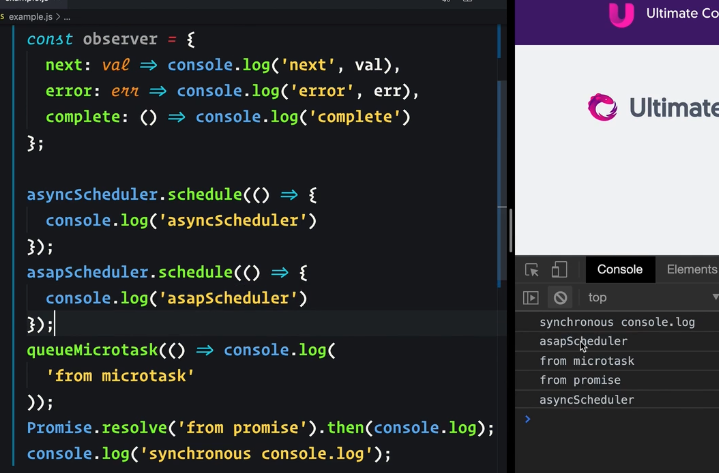 example.js > ...
const observer = {
next: val => console.log('next', val),
error: err => console.log('error', err),
complete: () => console.log('complete')
};
asyncScheduler.schedule(() => {
console.log('asyncScheduler')
});
asapScheduler.schedule(() => {
console.log('asapScheduler')
});
queueMicrotask(() => console.log(
'from microtask'
));
Promise.resolve('from promise').then(console.log);
console.log('synchronous console.log');
Ultimate Co
Ultimate
Console Elements
top
synchronous console.log
asapScheduler
from microtask
from promise
asyncScheduler
>